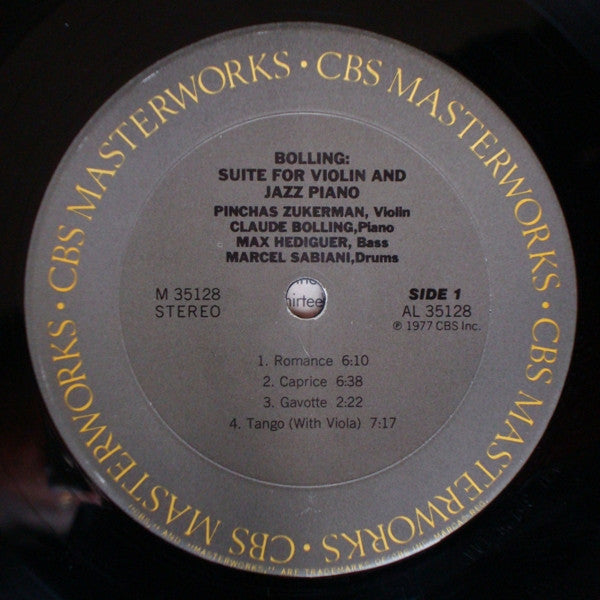 CBS MASTERWORKS • CBS MASTERWORKS • CBS MASTERWORKS • CBS MASTERWORKS •
BOLLING:
SUITE FOR VIOLIN AND
JAZZ PIANO
PINCHAS ZUKERMAN, Violin
CLAUDE BOLLING,Piano
MAX HEDIGUER, Bass
MARCEL SABIANI,Drums
M 35128
STEREO
SIDE 1
AL 35128
℗ 1977 CBS Inc.
1. Romance 6:10
2. Caprice 6:38
3. Gavotte 2:22
4. Tango (With Viola) 7:17